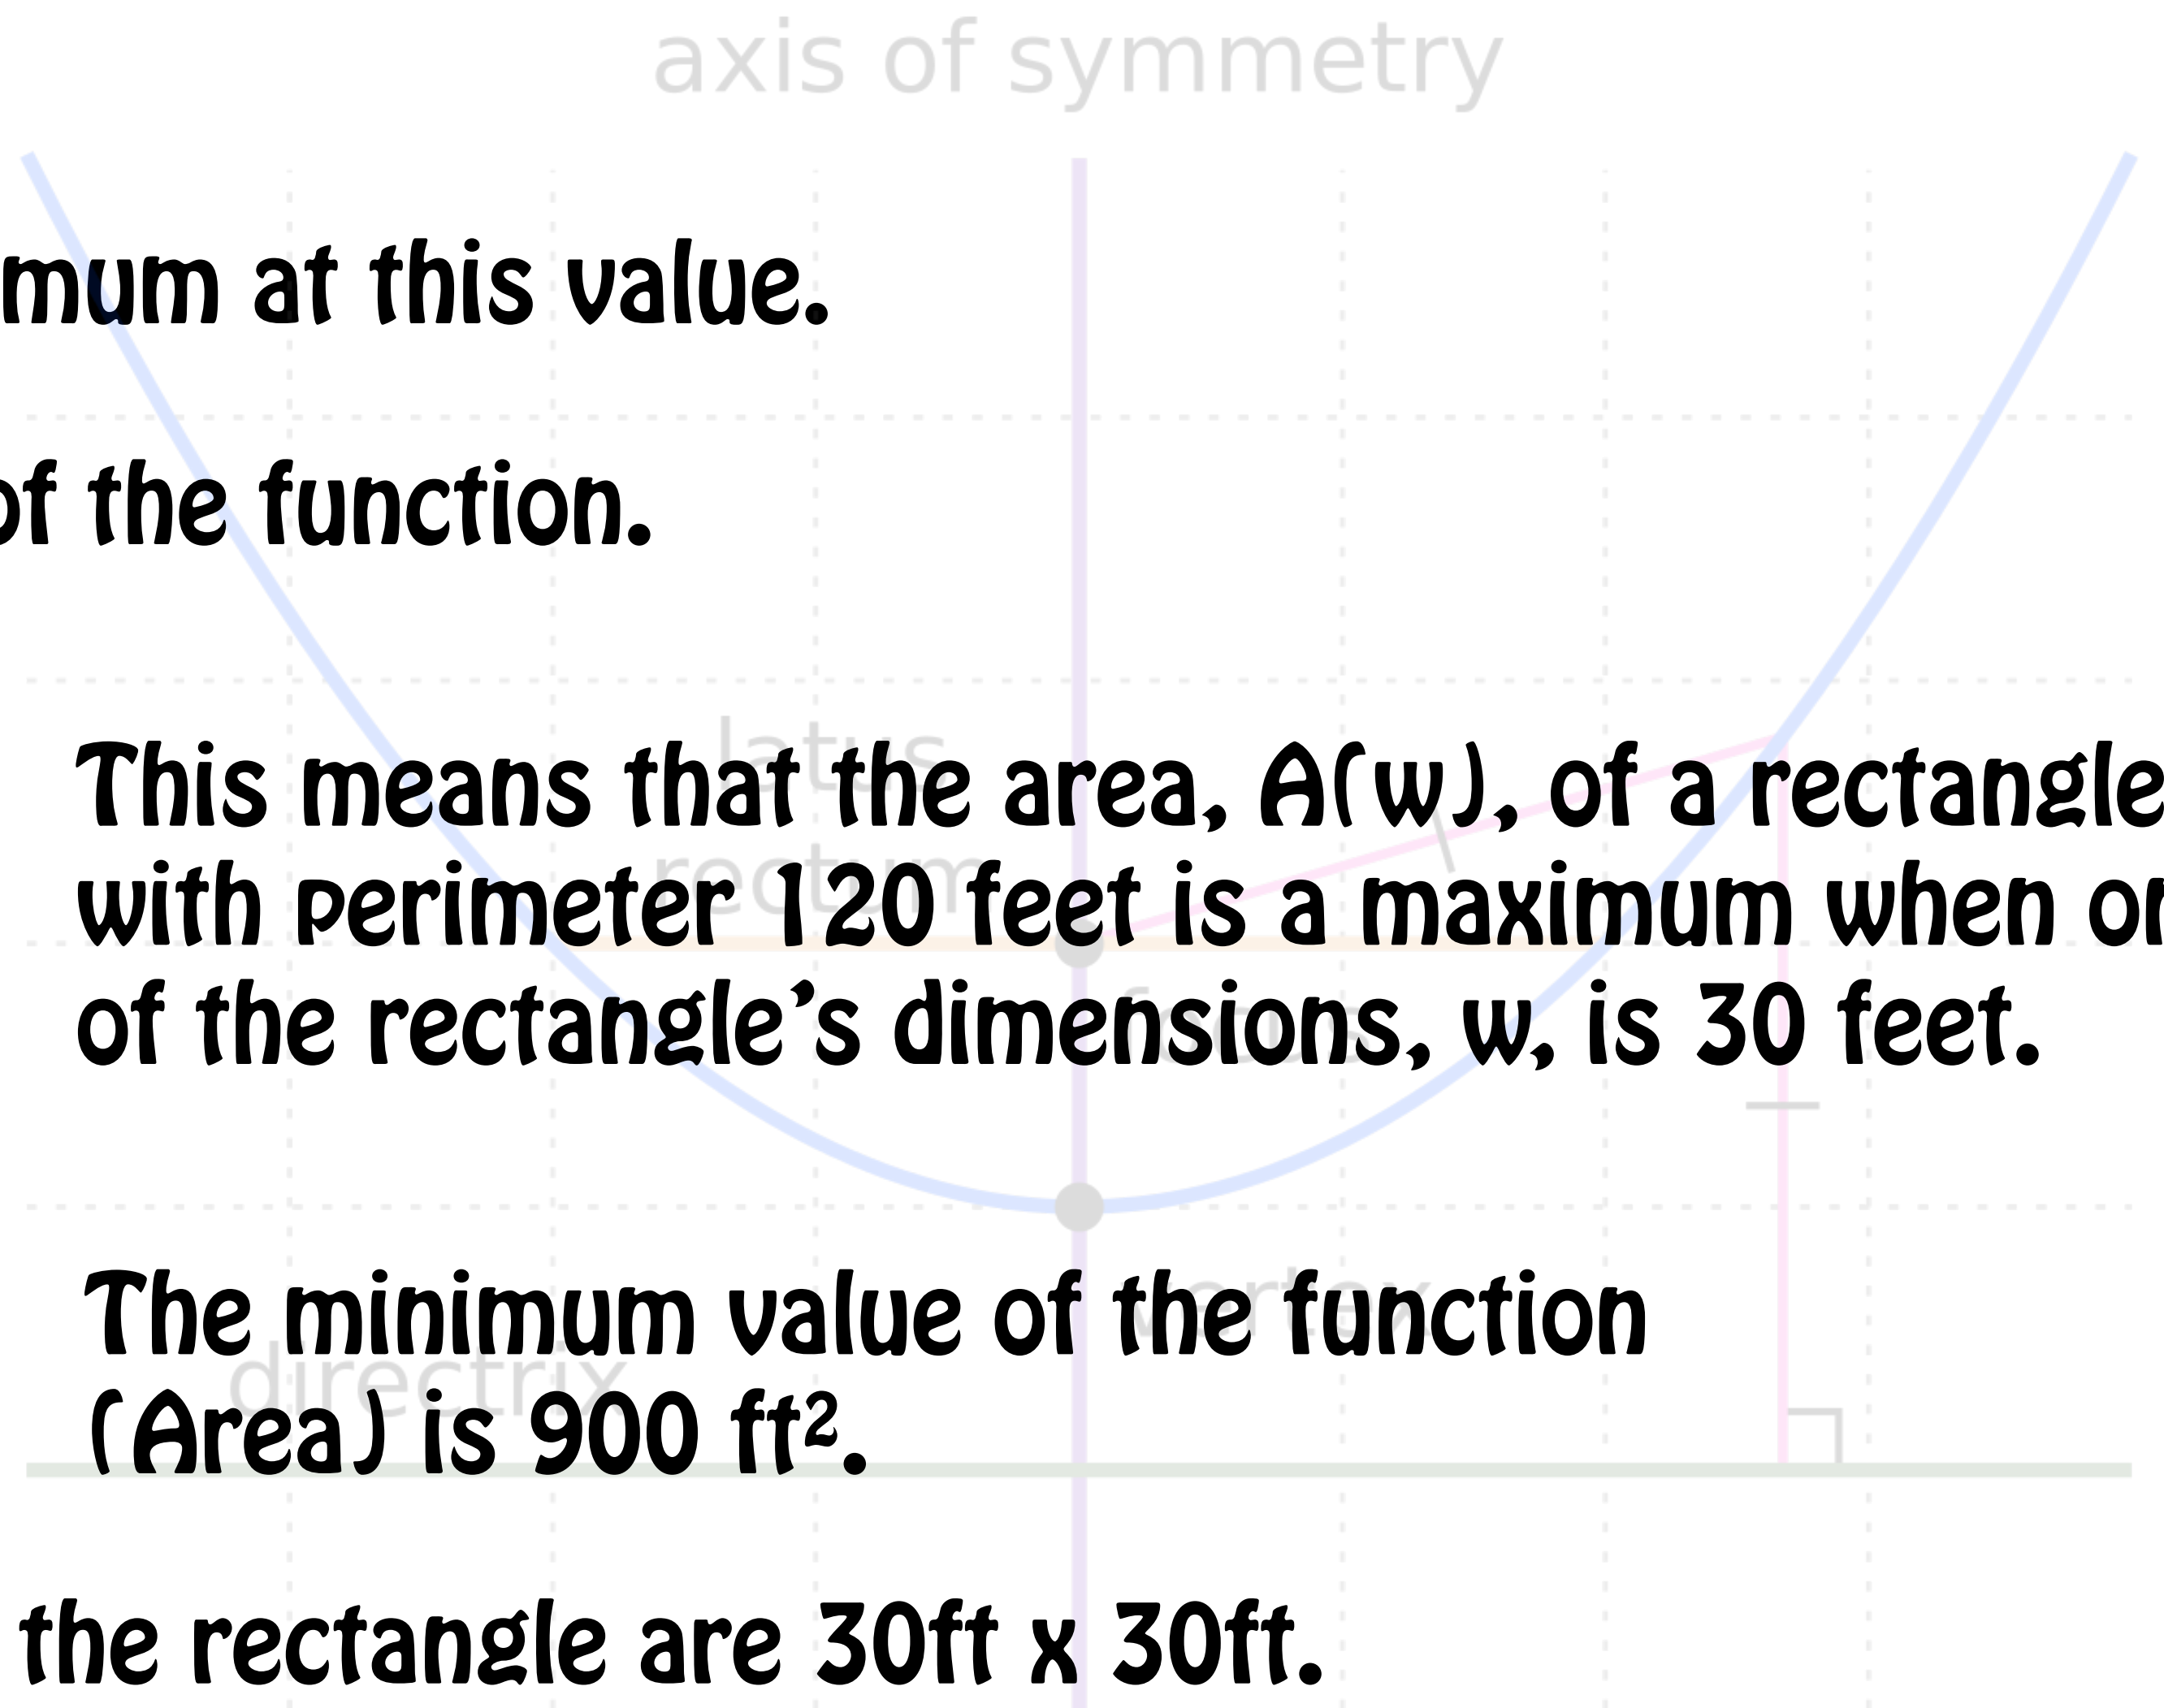 axis of symmetry
mum at this value.
of the function.
This means that the area, A(w), of a rectangle
latus
with perimeter 120 feet is a maximum when
rectum
of the rectangle's dimensions, w, is 30 feet.
focus
The minimum value of the function
vertex
directrix
(Area) is 900 ft².
the rectangle are 30ft x 30ft.